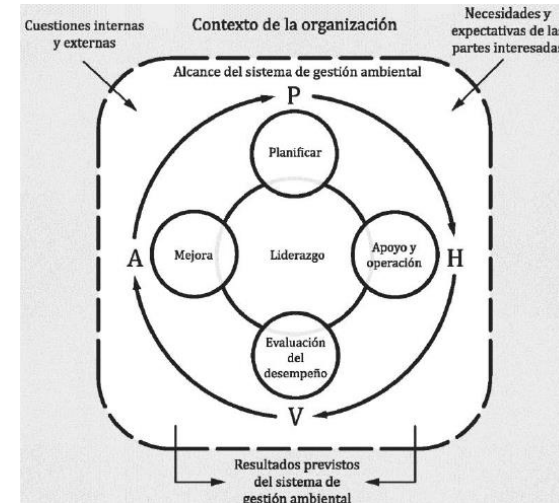 Cuestiones internas
y externas
Contexto de la organización
Necesidades y
expectativas de las
partes interesadas
Alcance del sistema de gestión ambiental
P
Planificar
A
Mejora
Liderazgo
Apoyo y
operación
H
Evaluación
del
desempeño
V
Resultados previstos
del sistema de
gestión ambiental